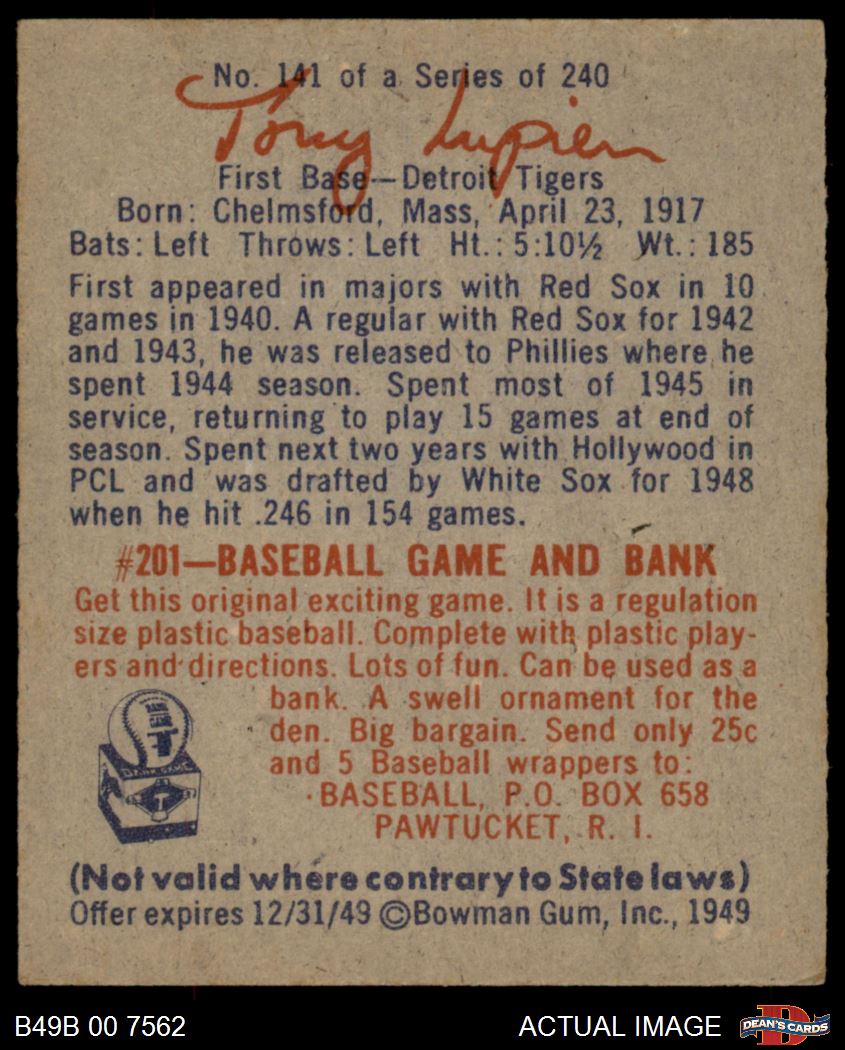 No. 141 of a Series of 240
Tony Lupien
First Base—Detroit Tigers
Born: Chelmsford, Mass, April 23, 1917
Bats: Left Throws: Left Ht.: 5:10½ Wt.: 185
First appeared in majors with Red Sox in 10
games in 1940. A regular with Red Sox for 1942
and 1943, he was released to Phillies where he
spent 1944 season. Spent most of 1945 in
service, returning to play 15 games at end of
season. Spent next two years with Hollywood in
PCL and was drafted by White Sox for 1948
when he hit .246 in 154 games.
#201—BASEBALL GAME AND BANK
Get this original exciting game. It is a regulation
size plastic baseball. Complete with plastic play-
ers and directions. Lots of fun. Can be used as a
bank. A swell ornament for the
den. Big bargain. Send only 25c
and 5 Baseball wrappers to:
BASEBALL, P.O. BOX 658
PAWTUCKET, R. I.
(Not valid where contrary to State laws)
Offer expires 12/31/49 ©Bowman Gum, Inc., 1949
B49B 00 7562 ACTUAL IMAGE DEAN'S CARDS